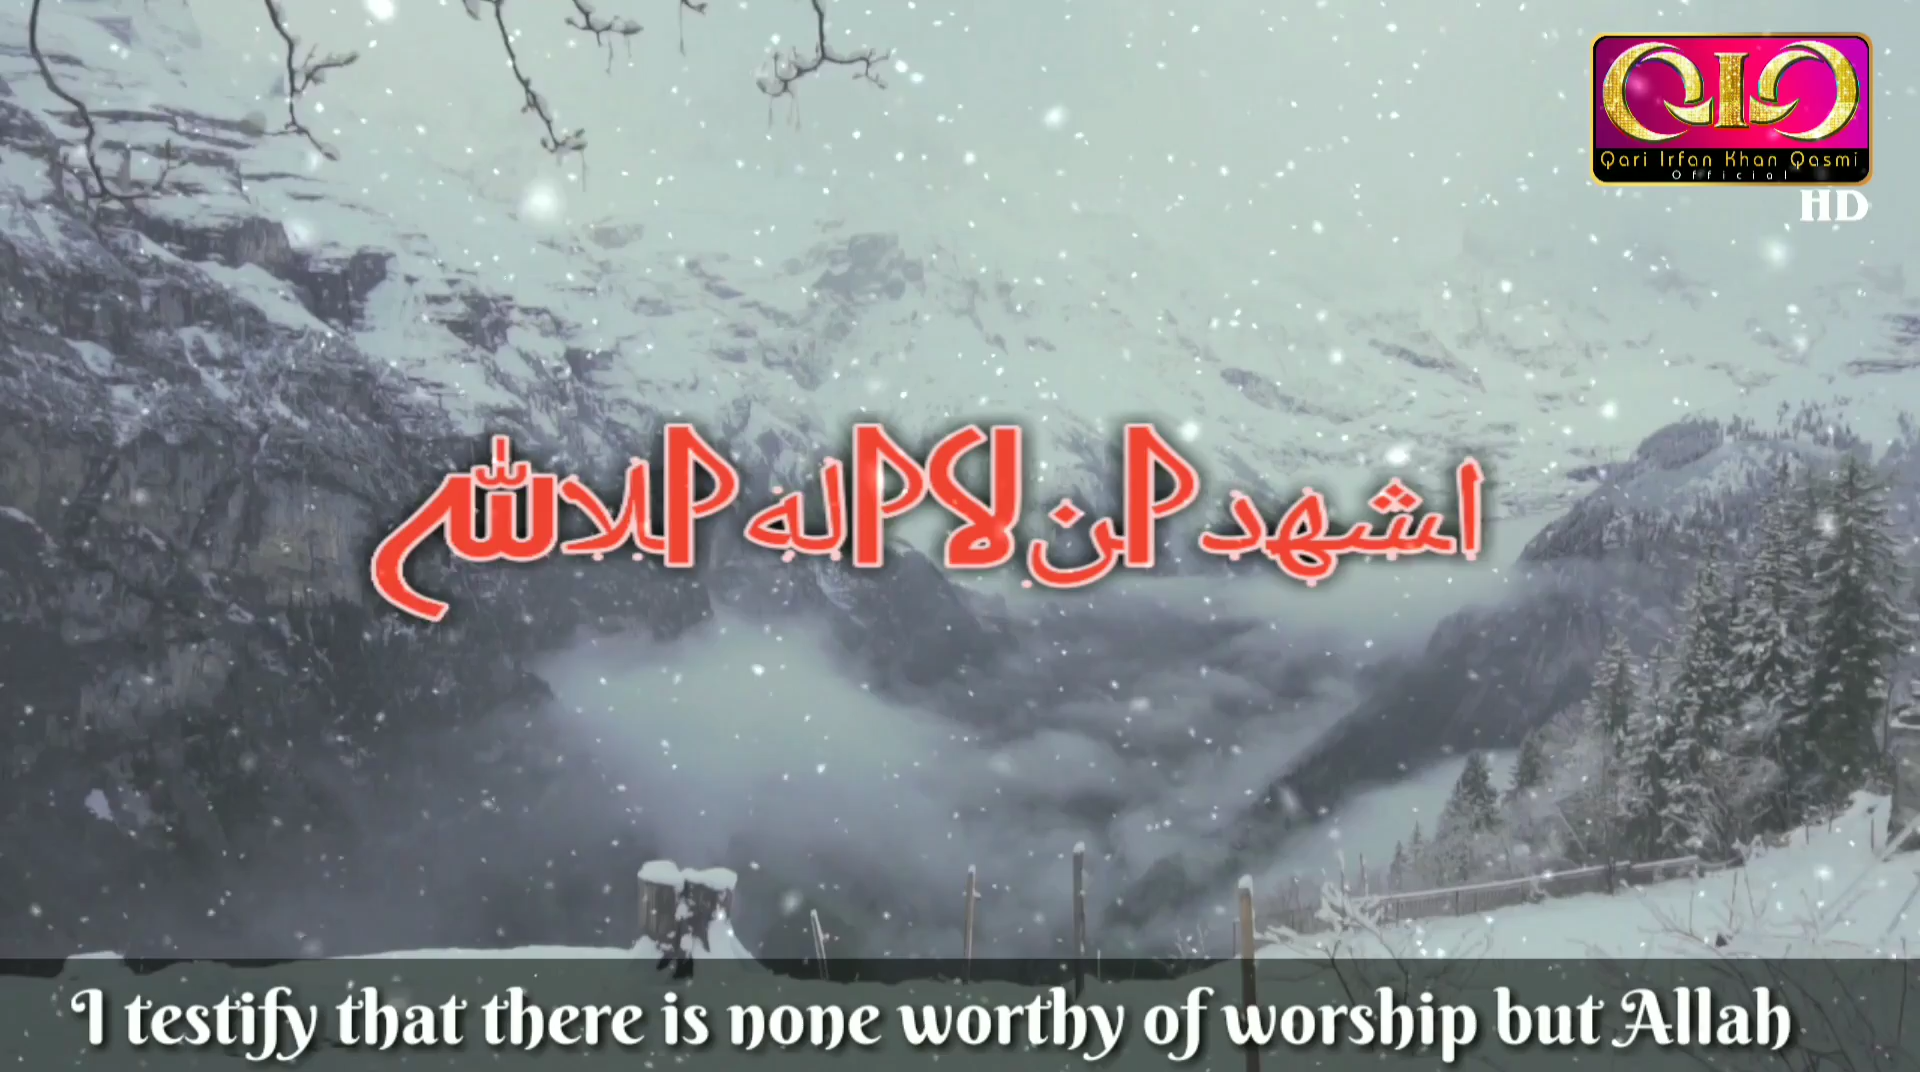 Qari Irfan Khan Qasmi
Official
HD
اشهد ان لا اله الا الله
I testify that there is none worthy of worship but Allah